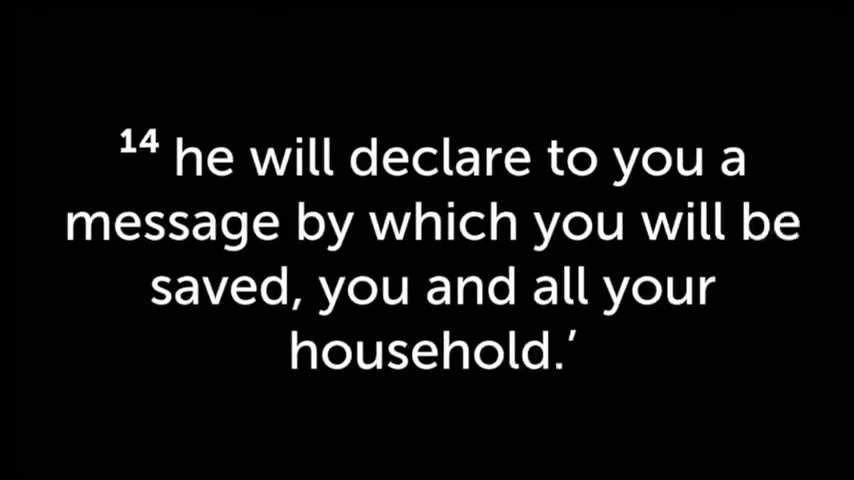 14 he will declare to you a
message by which you will be
saved, you and all your
household.’